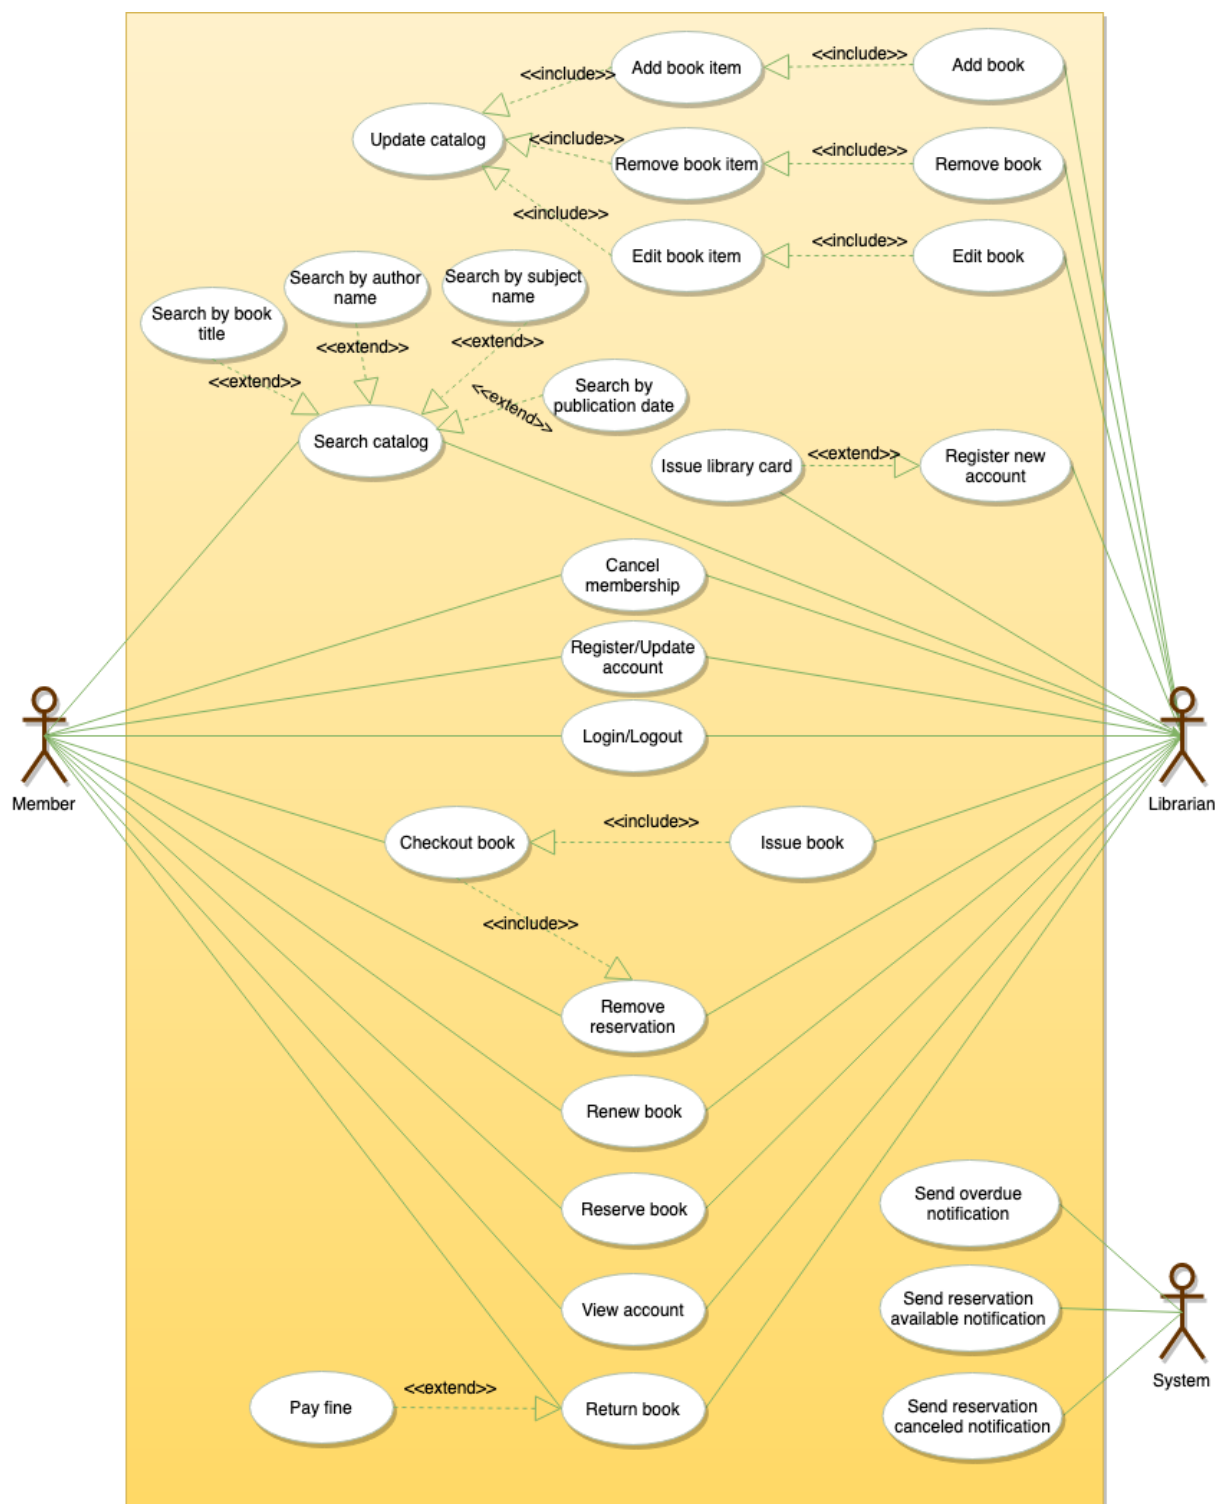 <<include>>
Add book item
<<include>>
Add book
Update catalog
<<include>>
Remove book item
<<include>>
Remove book
<<include>>
Edit book item
<<include>>
Edit book
Search by author
name
Search by subject
name
Search by book
title
<<extend>>
<<extend>>
<<extend>>
<<extend>>
Search by
publication date
Search catalog
Issue library card
<<extend>>
Register new
account
Cancel
membership
Register/Update
account
Login/Logout
Member
Librarian
Checkout book
<<include>>
Issue book
<<include>>
Remove
reservation
Renew book
Reserve book
Send overdue
notification
View account
Send reservation
available notification
System
Pay fine
<<extend>>
Return book
Send reservation
canceled notification